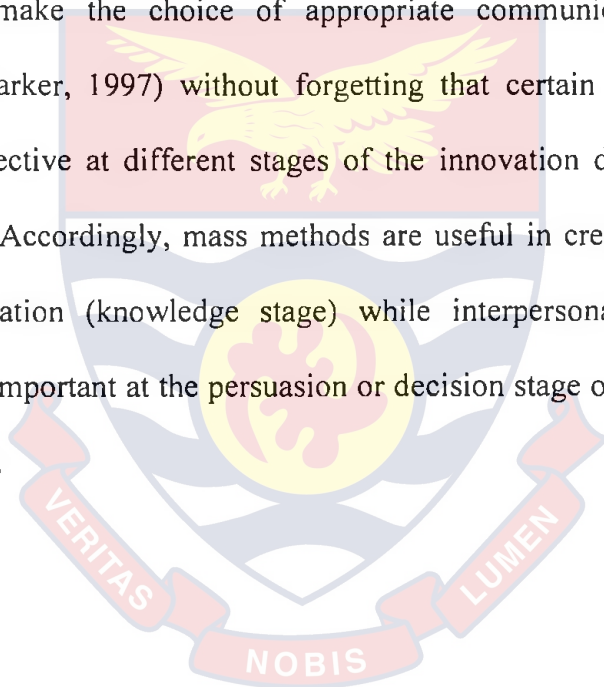 make the choice of appropriate communic
arker, 1997) without forgetting that certain
ective at different stages of the innovation d
Accordingly, mass methods are useful in cre
ation (knowledge stage) while interpersona
mportant at the persuasion or decision stage o
VERITAS
NOBIS
LUMEN